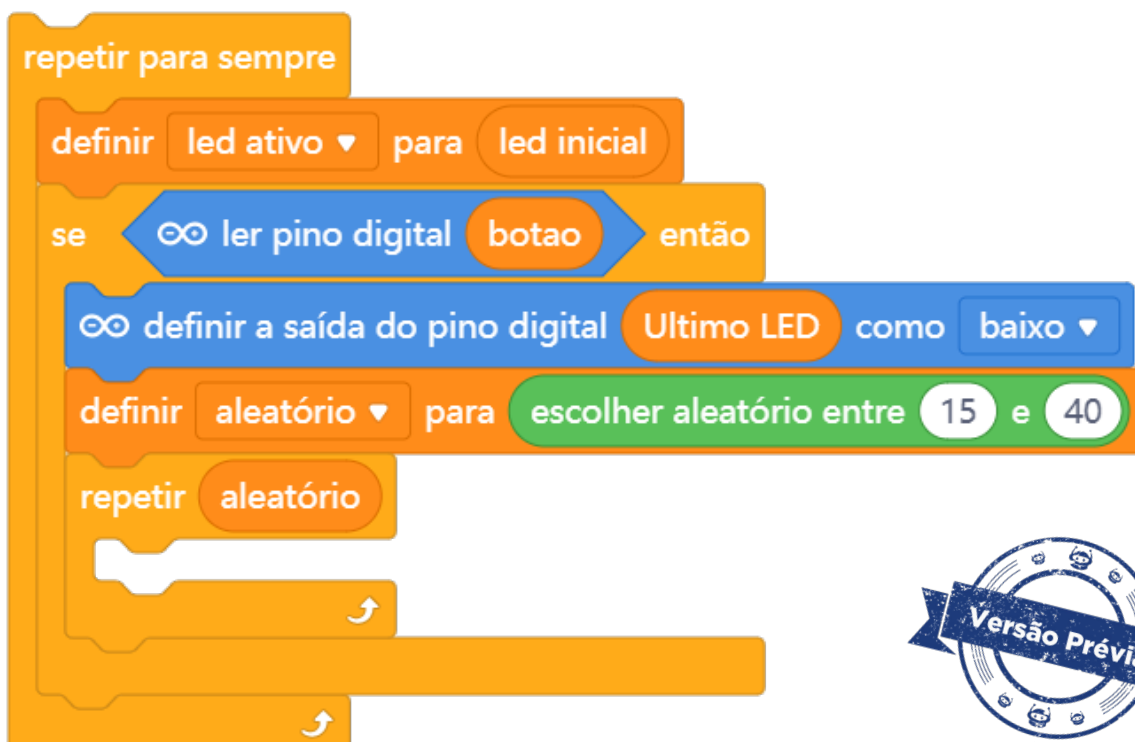 repetir para sempre
definir led ativo para led inicial
se ler pino digital botao então
definir a saída do pino digital Ultimo LED como baixo
definir aleatório para escolher aleatório entre 15 e 40
repetir aleatório
Versão Prévia